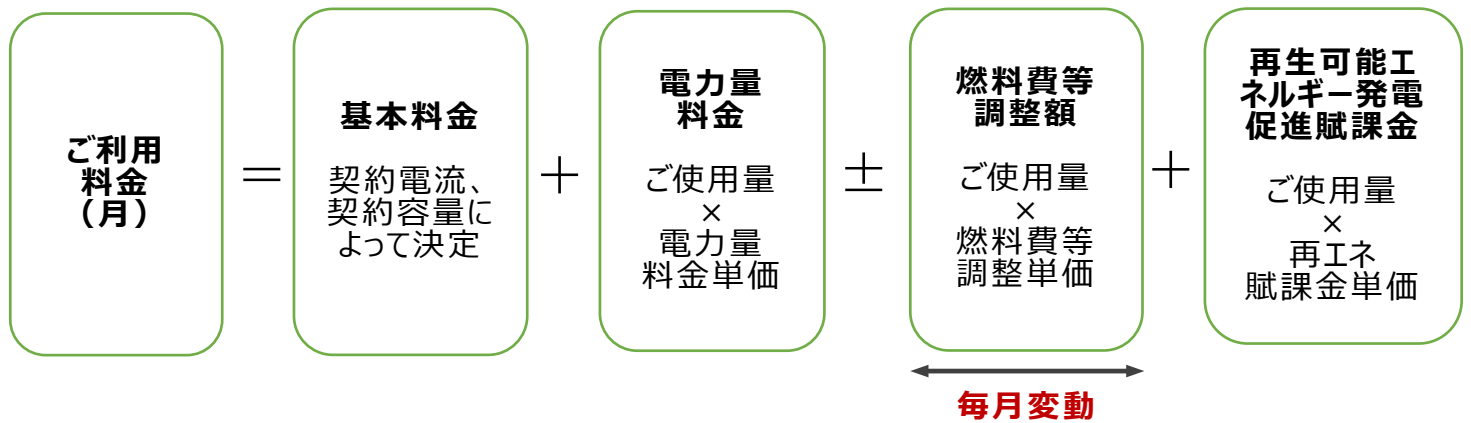 ご利用
料金
(月)
＝
基本料金
契約電流、
契約容量に
よって決定
＋
電力量
料金
ご使用量
×
電力量
料金単価
±
燃料費等
調整額
ご使用量
×
燃料費等
調整単価
毎月変動
＋
再生可能エ
ネルギー発電
促進賦課金
ご使用量
×
再エネ
賦課金単価